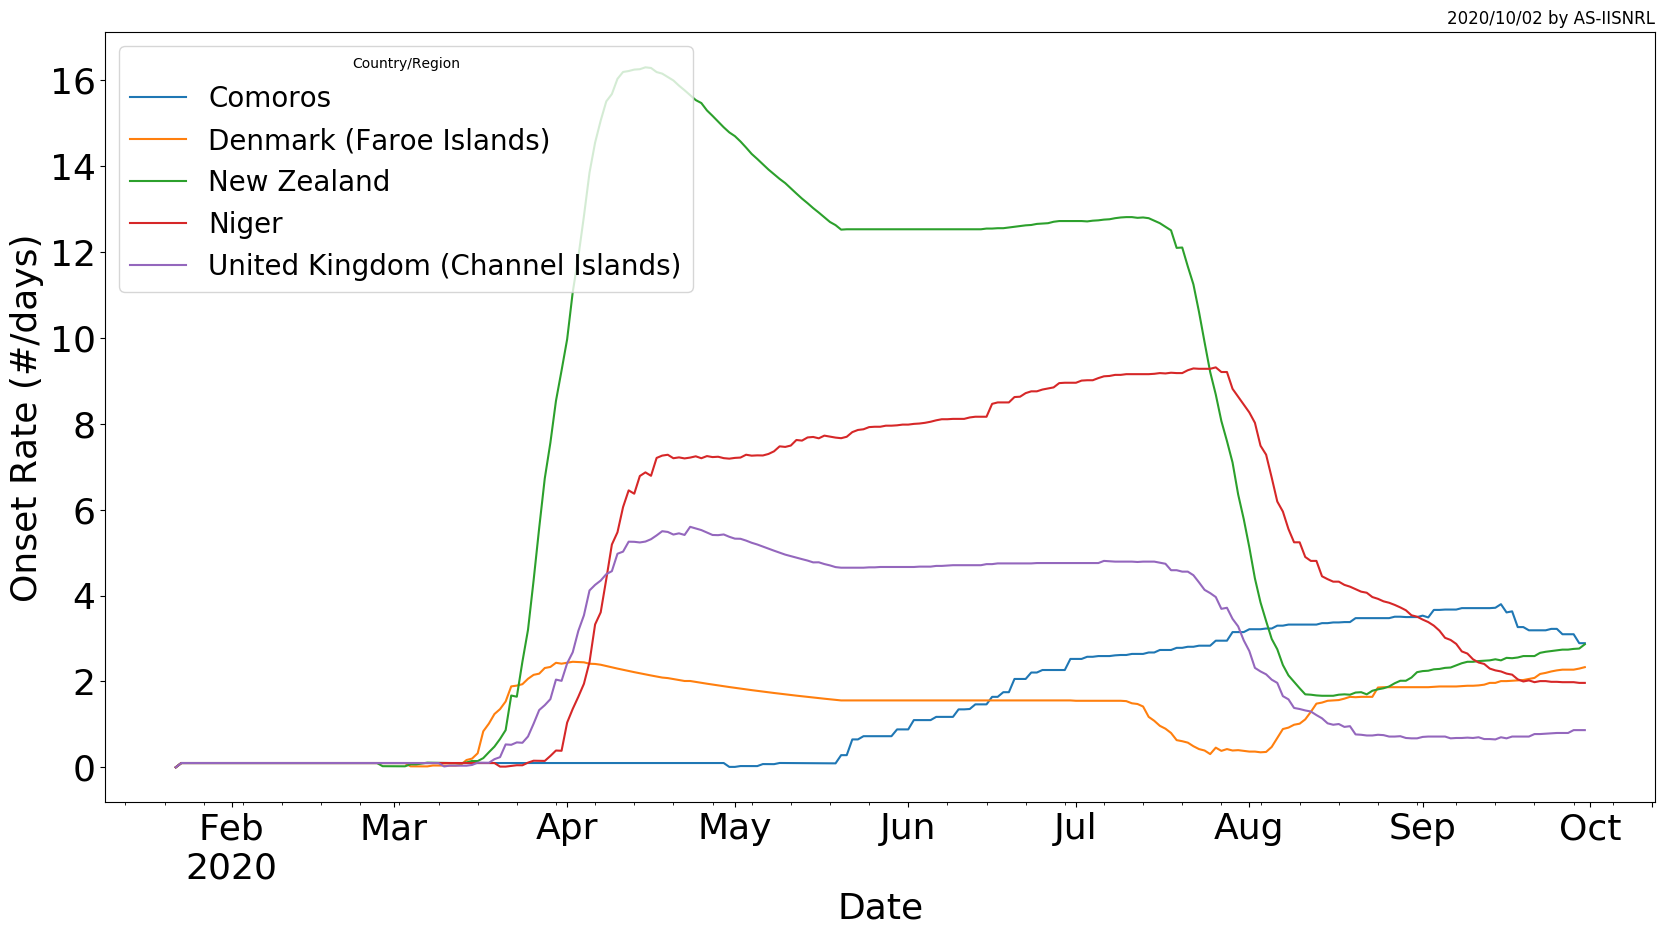 2020/10/02 by AS-IISNRL
Country/Region
Comoros
Denmark (Faroe Islands)
New Zealand
Niger
United Kingdom (Channel Islands)
Onset Rate (#/days)
16
14
12
10
8
6
4
2
0
Feb Mar Apr May Jun Jul Aug Sep Oct
2020
Date